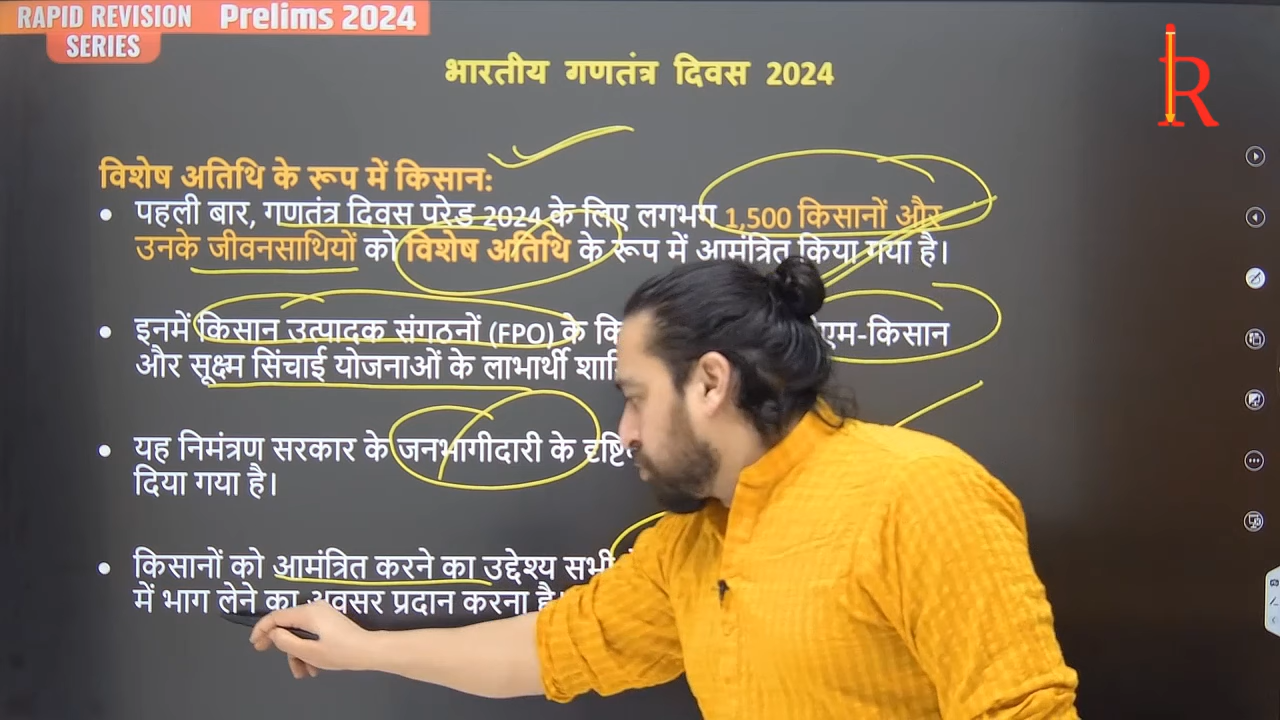 RAPID REVISION Prelims 2024
SERIES
भारतीय गणतंत्र दिवस 2024
R
विशेष अतिथि के रूप में किसान:
• पहली बार, गणतंत्र दिवस परेड 2024 के लिए लगभग 1,500 किसानों और
उनके जीवनसाथियों को विशेष अतिथि के रूप में आमंत्रित किया गया है।
• इनमें किसान उत्पादक संगठनों (FPO) के एम-किसान
और सूक्ष्म सिंचाई योजनाओं के लाभार्थी
• यह निमंत्रण सरकार के जनभागीदारी के
दिया गया है।
• किसानों को आमंत्रित करने का उद्देश्य सभी
में भाग लेने का अवसर प्रदान करना है।